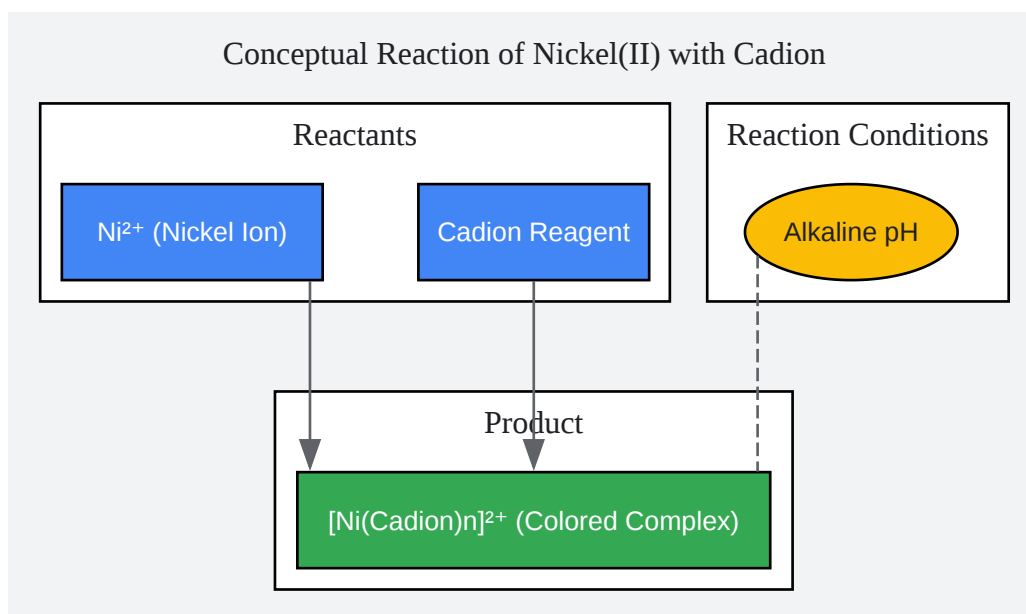 Conceptual Reaction of Nickel(II) with Cadion
Reactants
Reaction Conditions
Ni²⁺ (Nickel Ion)
Cadion Reagent
Alkaline pH
Product
[Ni(Cadion)n]²⁺ (Colored Complex)